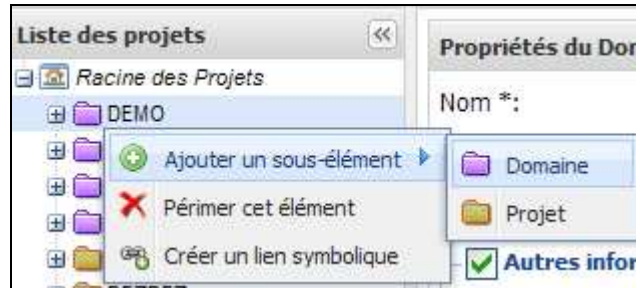 Liste des projets
Propriétés du Dor
Racine des Projets
Nom *:
DEMO
Ajouter un sous-élément
Domaine
Périmer cet élément
Projet
Créer un lien symbolique
Autres infor